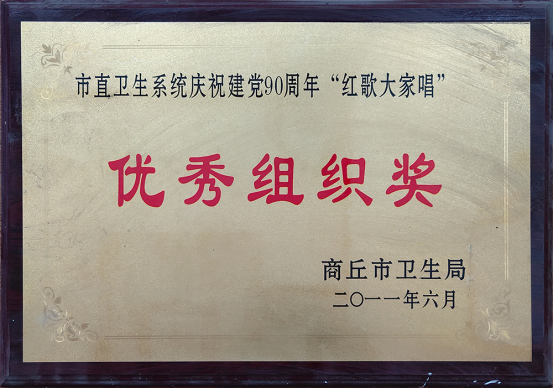 市直卫生系统庆祝建党90周年“红歌大家唱”
优秀组织奖
商丘市卫生局
二〇一一年六月